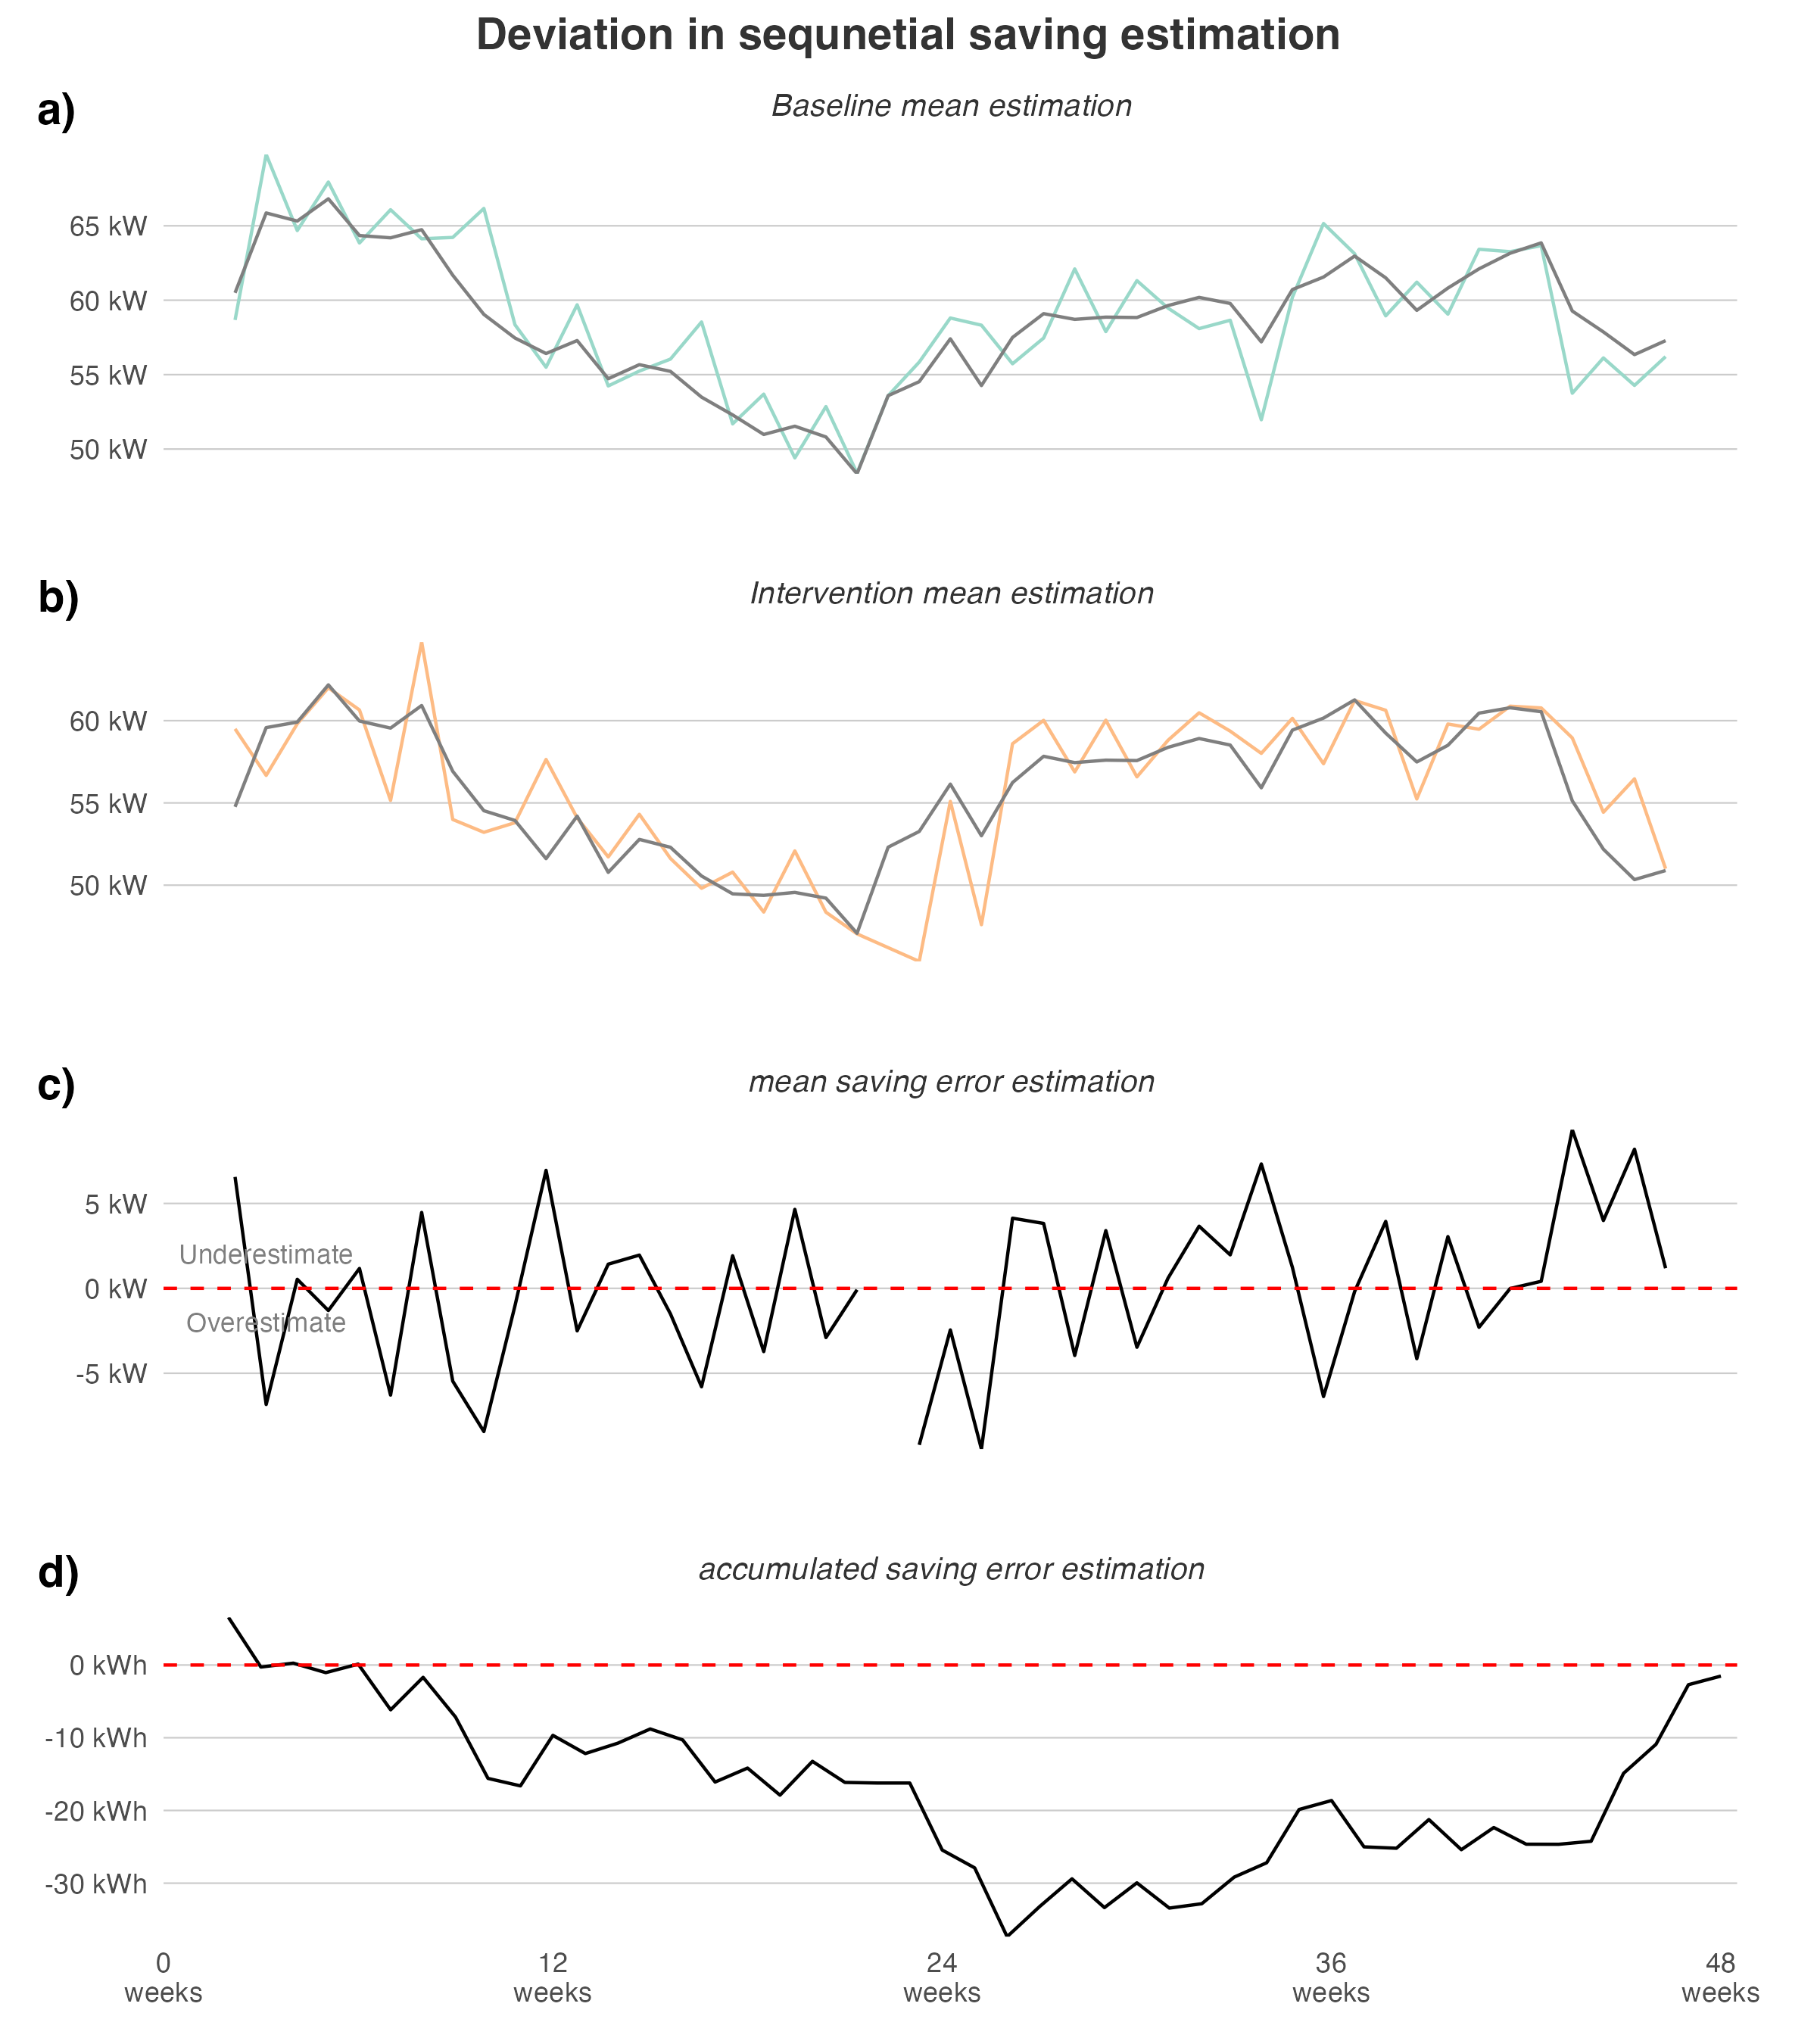 Deviation in sequnetial saving estimation
a)
Baseline mean estimation
65 kW
60 kW
55 kW
50 kW
b)
Intervention mean estimation
60 kW
55 kW
50 kW
c)
mean saving error estimation
5 kW
Underestimate
0 kW
Overestimate
-5 kW
d)
accumulated saving error estimation
0 kWh
-10 kWh
-20 kWh
-30 kWh
0 12 24 36 48
weeks weeks weeks weeks weeks